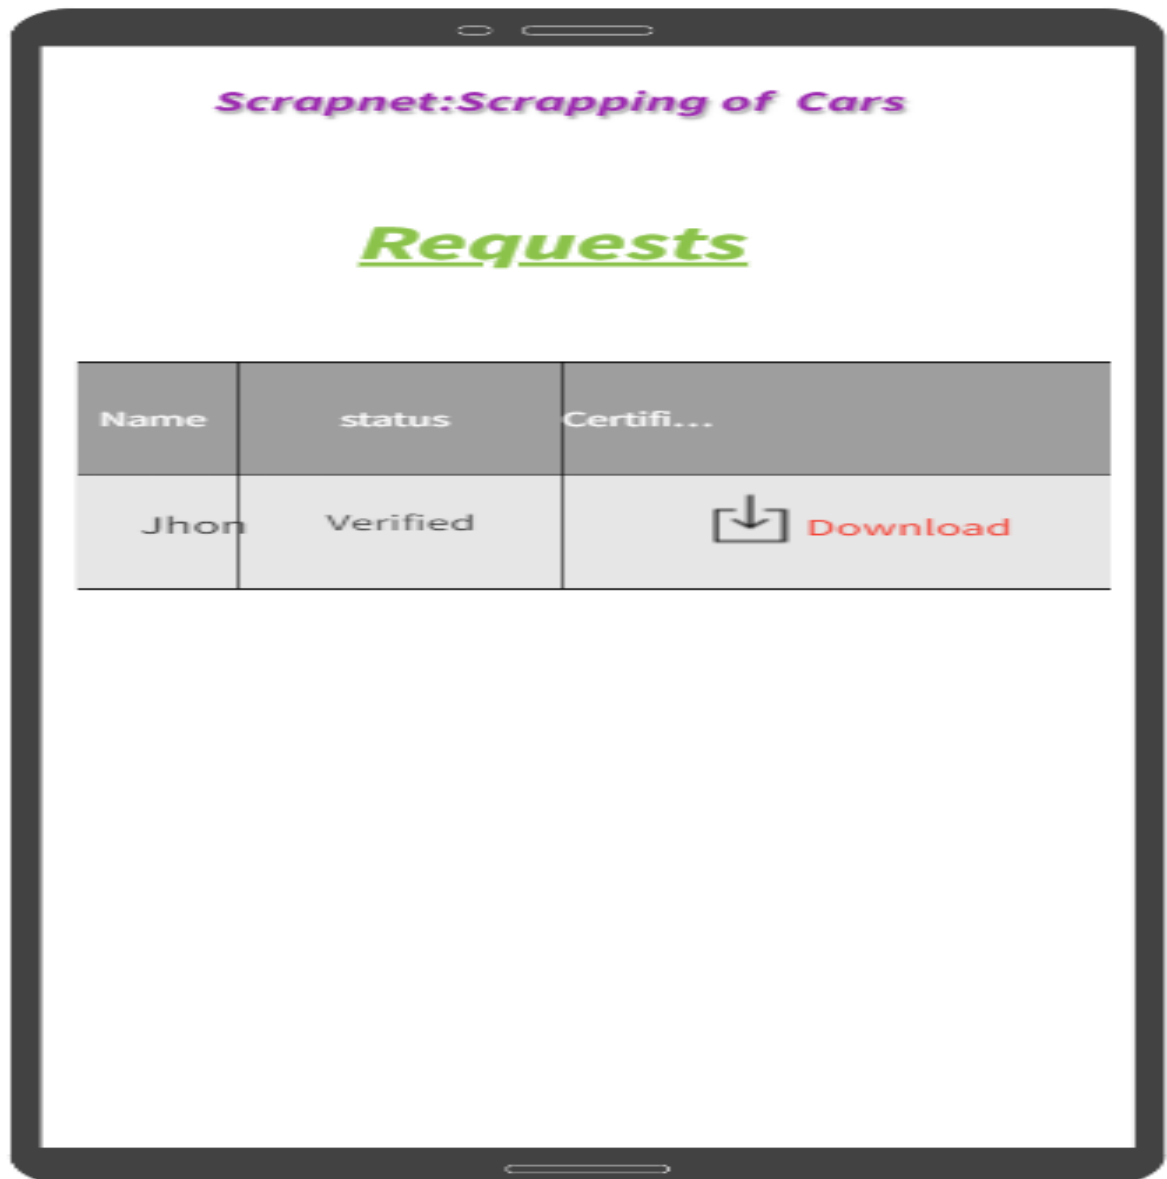 Scrapnet:Scrapping of Cars
Requests
Name status Certifi...
Jhon Verified Download